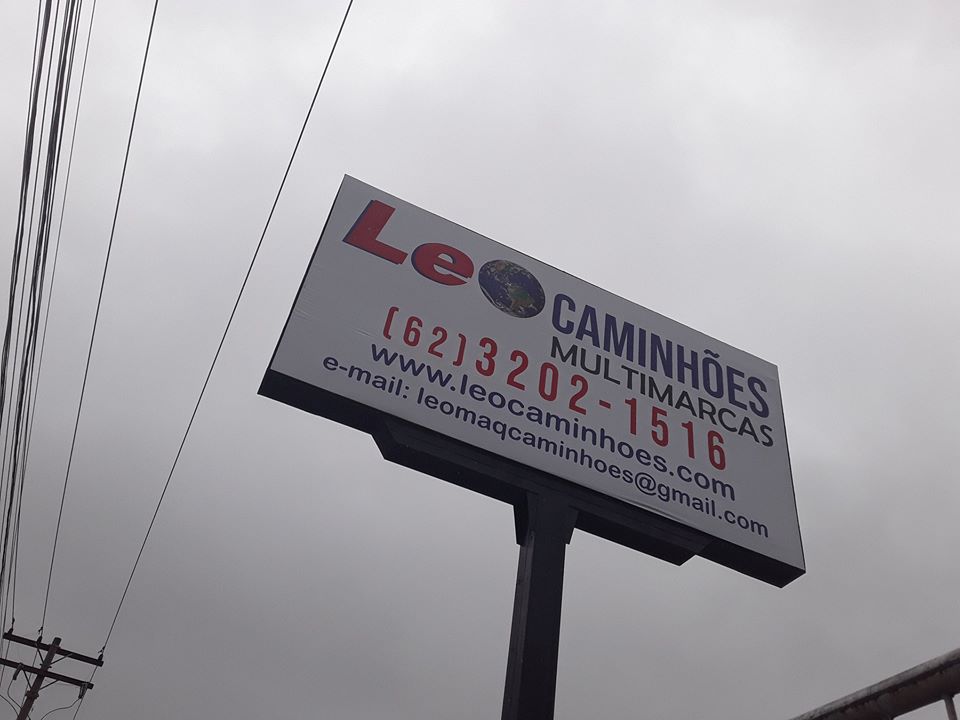 Leo CAMINHÕES
MULTIMARCAS
(62)3202-1516
www.leocaminhoes.com
e-mail: leomaqcaminhoes@gmail.com